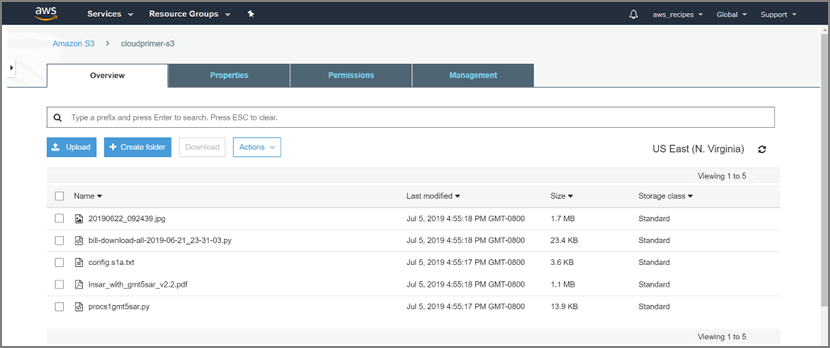 aws Services Resource Groups aws_recipes Global Support
Amazon S3 > cloudprimer-s3
Overview Properties Permissions Management
Type a prefix and press Enter to search. Press ESC to clear.
Upload Create folder Download Actions US East (N. Virginia)
Viewing 1 to 5
Name Last modified Size Storage class
20190622_092439.jpg Jul 5, 2019 4:55:18 PM GMT-0800 1.7 MB Standard
bill-download-all-2019-06-21_23-31-03.py Jul 5, 2019 4:55:18 PM GMT-0800 23.4 KB Standard
config.s1a.txt Jul 5, 2019 4:55:17 PM GMT-0800 3.6 KB Standard
insar_with_gmt5sar_v2.2.pdf Jul 5, 2019 4:55:18 PM GMT-0800 1.1 MB Standard
procs1gmt5sar.py Jul 5, 2019 4:55:17 PM GMT-0800 13.9 KB Standard
Viewing 1 to 5